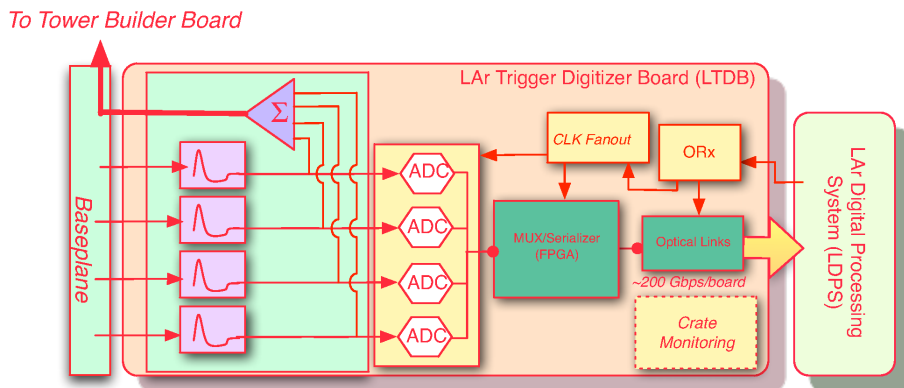 To Tower Builder Board
LAr Trigger Digitizer Board (LTDB)
Σ
CLK Fanout
ORx
ADC
ADC
ADC
ADC
MUX/Serializer
(FPGA)
Optical Links
~200 Gbps/board
Crate
Monitoring
Baseplane
LAr Digital Processing
System (LDPS)